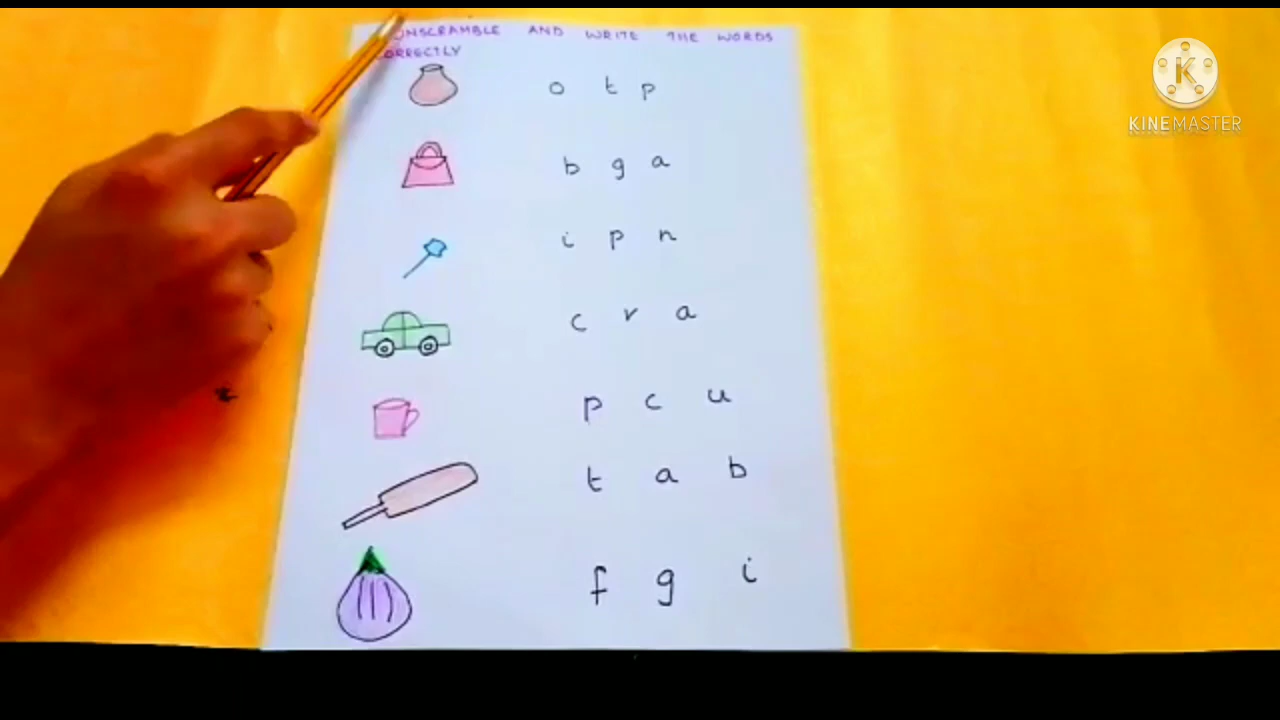 UNSCRAMBLE AND WRITE THE WORDS
CORRECTLY
o t p
b g a
i p n
c r a
p c u
t a b
f g i
K
KINEMASTER